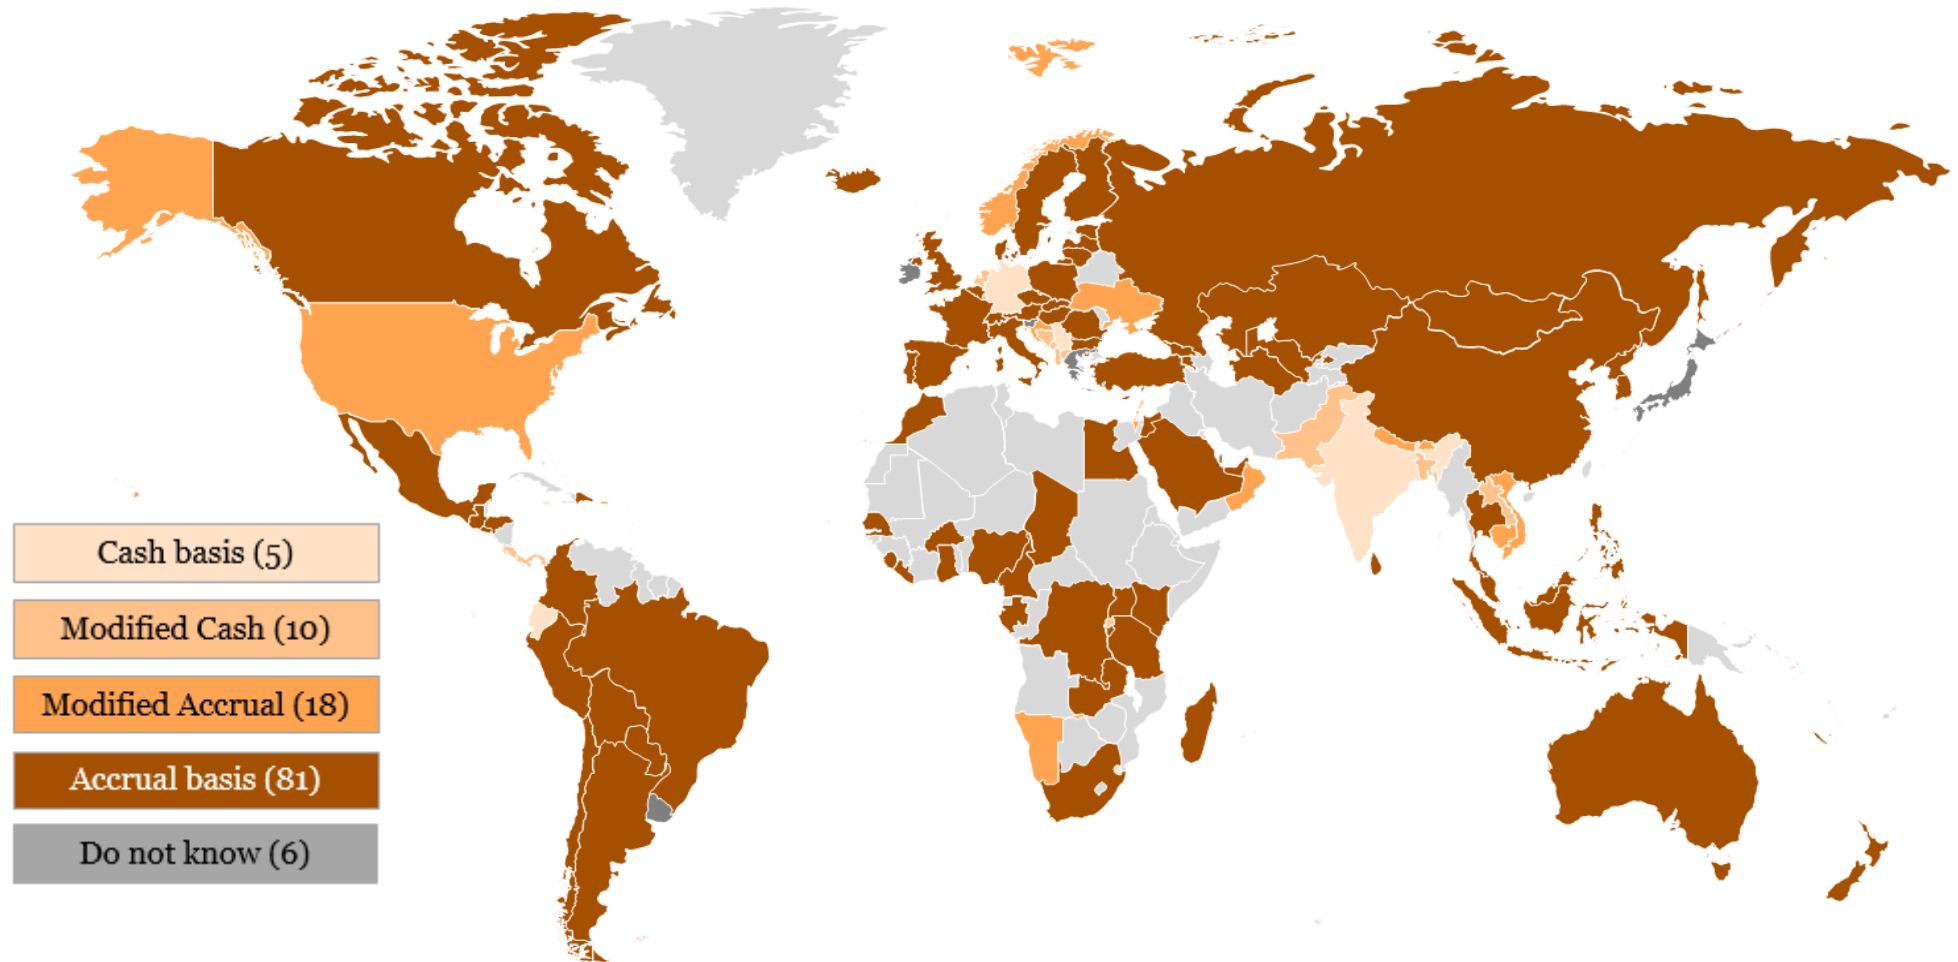 Cash basis (5)
Modified Cash (10)
Modified Accrual (18)
Accrual basis (81)
Do not know (6)